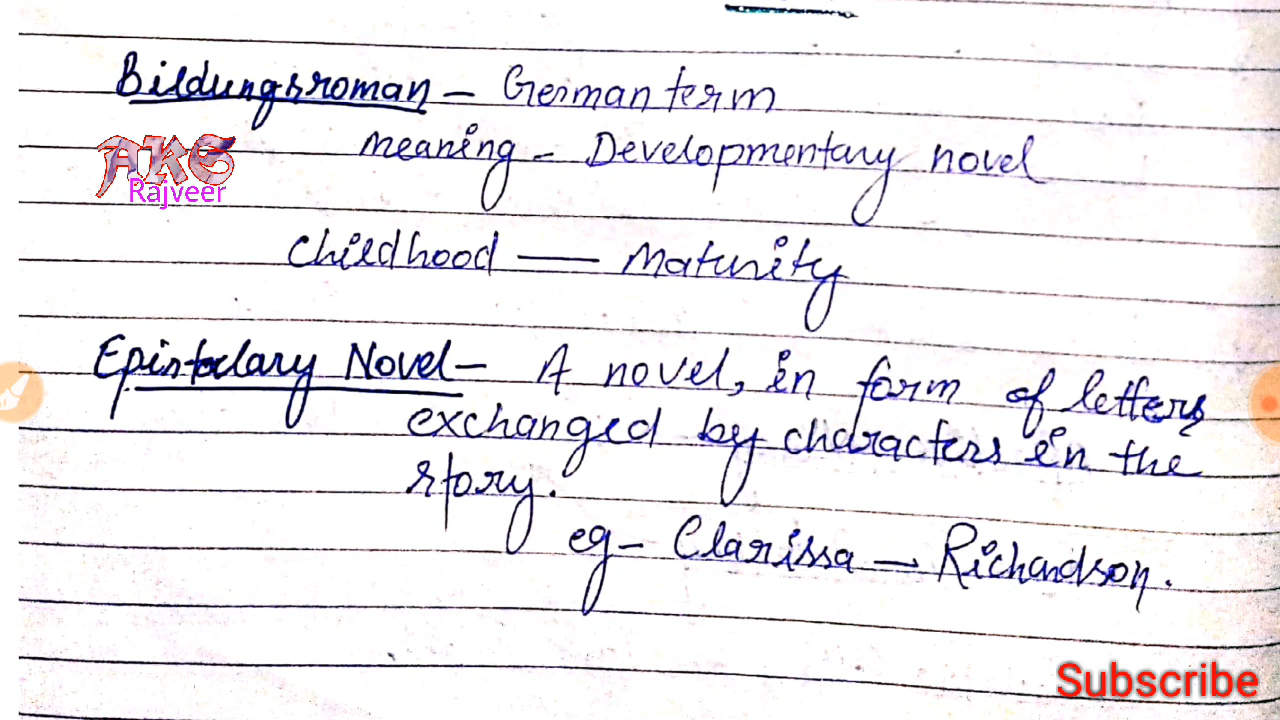 Bildungsroman - German term
meaning - Developmentary novel
AKS
Rajveer
Childhood — Maturity
Epistolary Novel - A novel, in form of letters
exchanged by characters in the
story.
eg - Clarissa - Richardson.
Subscribe